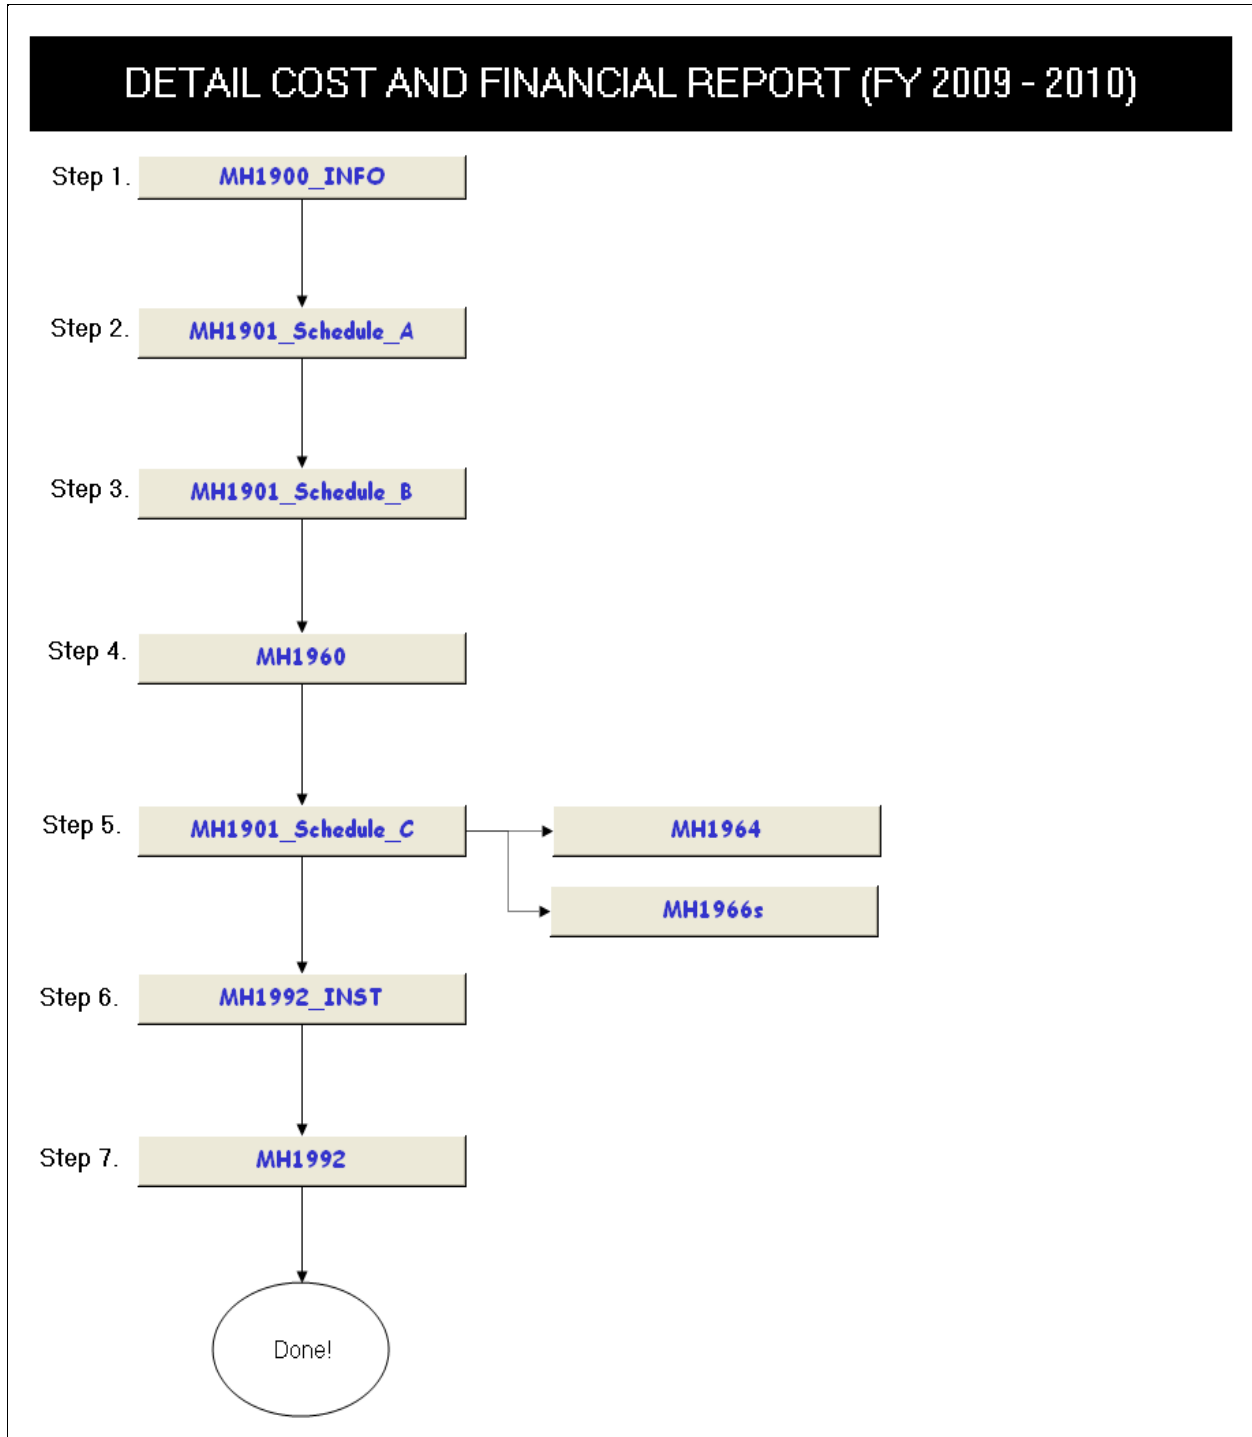 DETAIL COST AND FINANCIAL REPORT (FY 2009 - 2010)
Step 1. MH1900_INFO
Step 2. MH1901_Schedule_A
Step 3. MH1901_Schedule_B
Step 4. MH1960
Step 5. MH1901_Schedule_C MH1964
MH1966s
Step 6. MH1992_INST
Step 7. MH1992
Done!